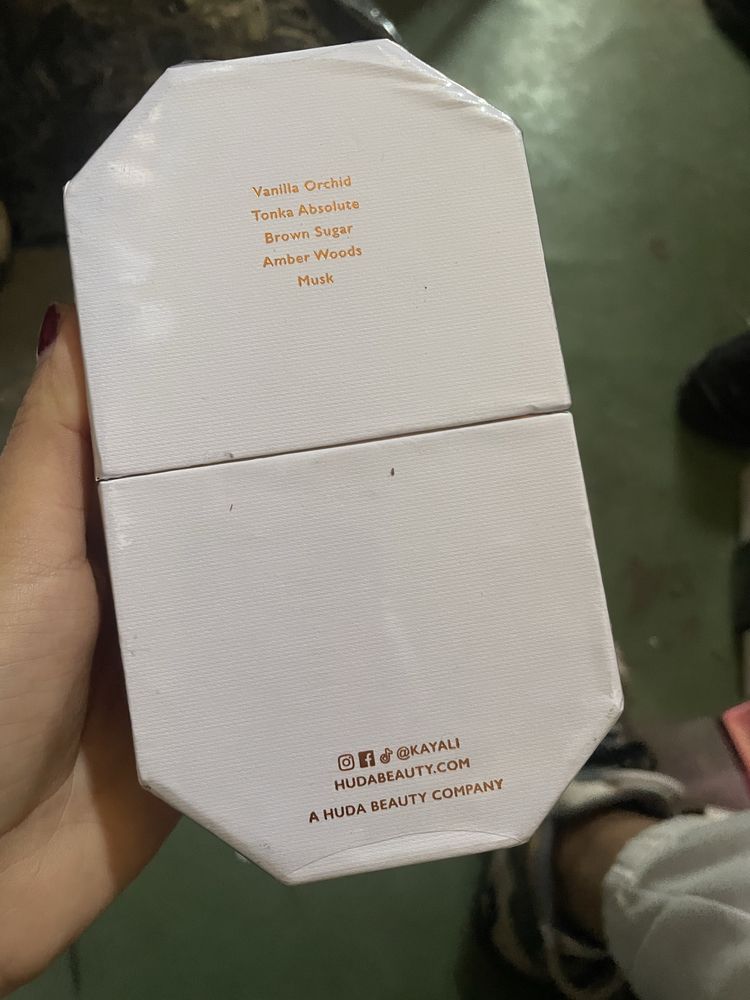 Vanilla Orchid
Tonka Absolute
Brown Sugar
Amber Woods
Musk
@KAYALI
HUDABEAUTY.COM
A HUDA BEAUTY COMPANY